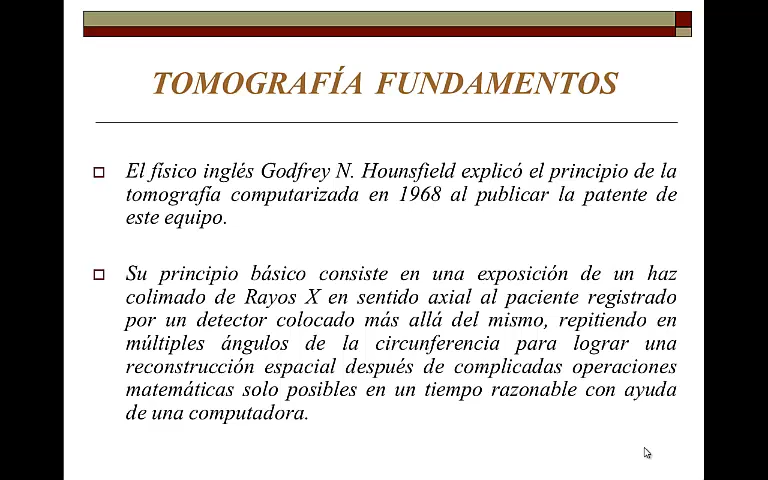 TOMOGRAFÍA FUNDAMENTOS
El físico inglés Godfrey N. Hounsfield explicó el principio de la
tomografía computarizada en 1968 al publicar la patente de
este equipo.
Su principio básico consiste en una exposición de un haz
colimado de Rayos X en sentido axial al paciente registrado
por un detector colocado más allá del mismo, repitiendo en
múltiples ángulos de la circunferencia para lograr una
reconstrucción espacial después de complicadas operaciones
matemáticas solo posibles en un tiempo razonable con ayuda
de una computadora.